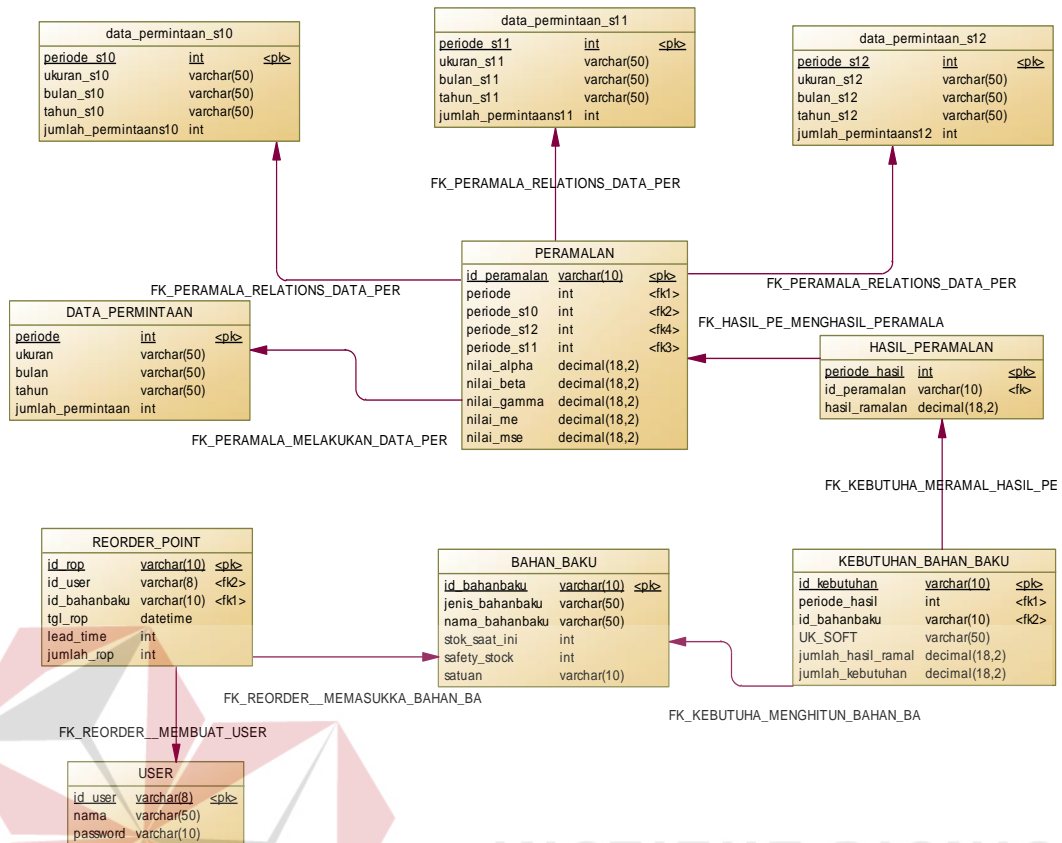 data_permintaan_s10
periode_s10 int <pk>
ukuran_s10 varchar(50)
bulan_s10 varchar(50)
tahun_s10 varchar(50)
jumlah_permintaans10 int
data_permintaan_s11
periode_s11 int <pk>
ukuran_s11 varchar(50)
bulan_s11 varchar(50)
tahun_s11 varchar(50)
jumlah_permintaans11 int
data_permintaan_s12
periode_s12 int <pk>
ukuran_s12 varchar(50)
bulan_s12 varchar(50)
tahun_s12 varchar(50)
jumlah_permintaans12 int
FK_PERAMALA_RELATIONS_DATA_PER
FK_PERAMALA_RELATIONS_DATA_PER
FK_PERAMALA_RELATIONS_DATA_PER
PERAMALAN
id_peramalan varchar(10) <pk>
periode int <fk1>
periode_s10 int <fk2>
periode_s12 int <fk4>
periode_s11 int <fk3>
nilai_alpha decimal(18,2)
nilai_beta decimal(18,2)
nilai_gamma decimal(18,2)
nilai_me decimal(18,2)
nilai_mse decimal(18,2)
DATA_PERMINTAAN
periode int <pk>
ukuran varchar(50)
bulan varchar(50)
tahun varchar(50)
jumlah_permintaan int
FK_HASIL_PE_MENGHASIL_PERAMALA
HASIL_PERAMALAN
periode_hasil int <pk>
id_peramalan varchar(10) <fk>
hasil_ramalan decimal(18,2)
FK_PERAMALA_MELAKUKAN_DATA_PER
FK_KEBUTUHA_MERAMAL_HASIL_PE
REORDER_POINT
id_rop varchar(10) <pk>
id_user varchar(8) <fk2>
id_bahanbaku varchar(10) <fk1>
tgl_rop datetime
lead_time int
jumlah_rop int
BAHAN_BAKU
id_bahanbaku varchar(10) <pk>
jenis_bahanbaku varchar(50)
nama_bahanbaku varchar(50)
stok_saat_ini int
safety_stock int
satuan varchar(10)
KEBUTUHAN_BAHAN_BAKU
id_kebutuhan varchar(10) <pk>
periode_hasil int <fk1>
id_bahanbaku varchar(10) <fk2>
UK_SOFT varchar(50)
jumlah_hasil_ramal decimal(18,2)
jumlah_kebutuhan decimal(18,2)
FK_REORDER__MEMASUKKA_BAHAN_BA
FK_KEBUTUHA_MENGHITUN_BAHAN_BA
FK_REORDER__MEMBUAT_USER
USER
id_user varchar(8) <pk>
nama varchar(50)
password varchar(10)